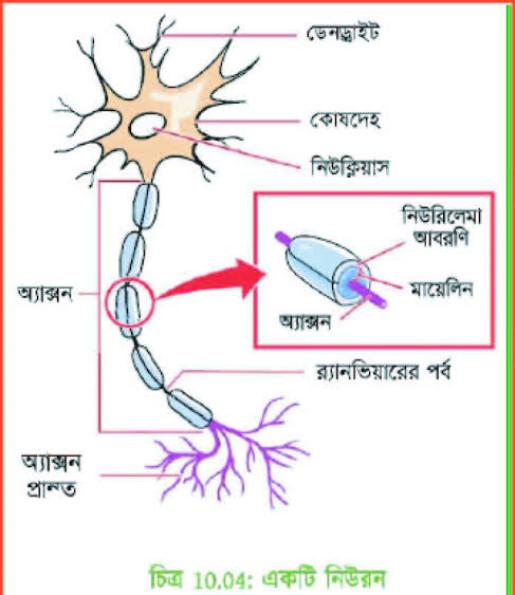 ডেনড্রাইট
কোষদেহ
নিউক্লিয়াস
নিউরিলেমা
আবরণি
মায়েলিন
অ্যাক্সন
অ্যাক্সন
র‍্যানভিয়ারের পর্ব
অ্যাক্সন
প্রান্ত
চিত্র 10.04: একটি নিউরন